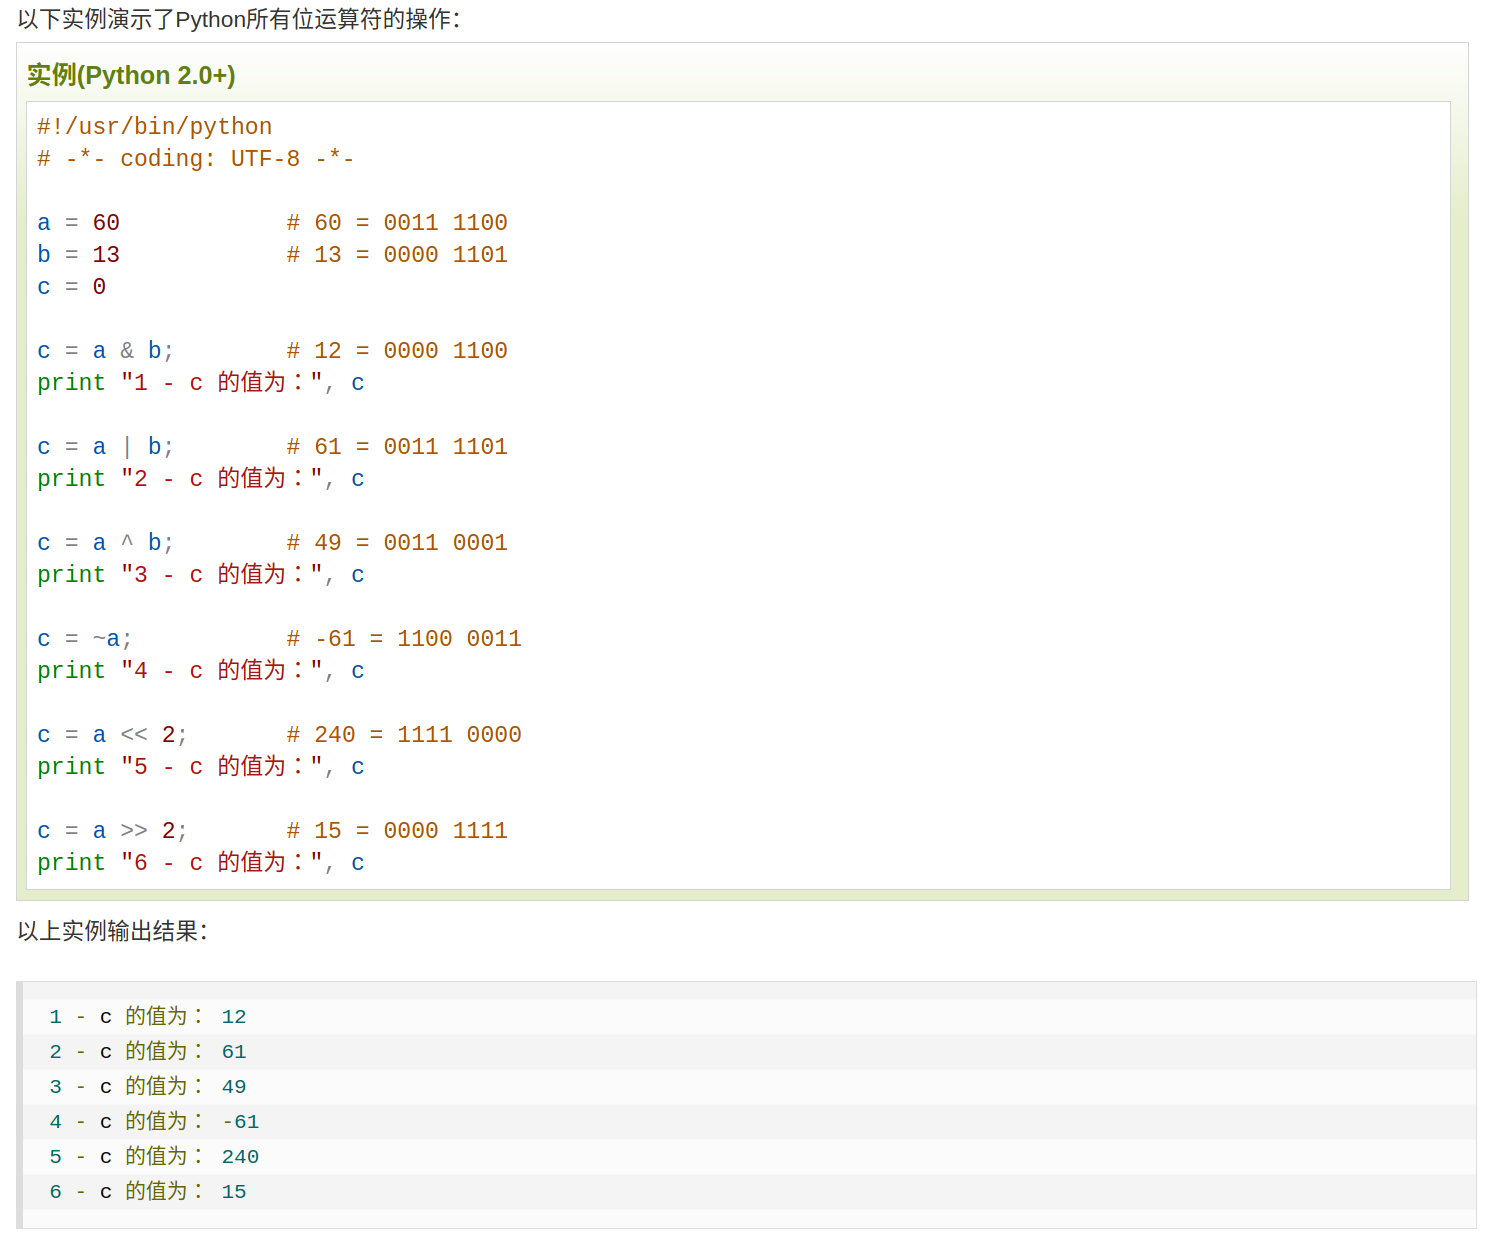 以下实例演示了Python所有位运算符的操作：
实例(Python 2.0+)
#!/usr/bin/python
# -*- coding: UTF-8 -*-
a = 60            # 60 = 0011 1100
b = 13            # 13 = 0000 1101
c = 0
c = a & b;        # 12 = 0000 1100
print "1 - c 的值为：", c
c = a | b;        # 61 = 0011 1101
print "2 - c 的值为：", c
c = a ^ b;        # 49 = 0011 0001
print "3 - c 的值为：", c
c = ~a;           # -61 = 1100 0011
print "4 - c 的值为：", c
c = a << 2;       # 240 = 1111 0000
print "5 - c 的值为：", c
c = a >> 2;       # 15 = 0000 1111
print "6 - c 的值为：", c
以上实例输出结果：
1 - c 的值为： 12
2 - c 的值为： 61
3 - c 的值为： 49
4 - c 的值为： -61
5 - c 的值为： 240
6 - c 的值为： 15